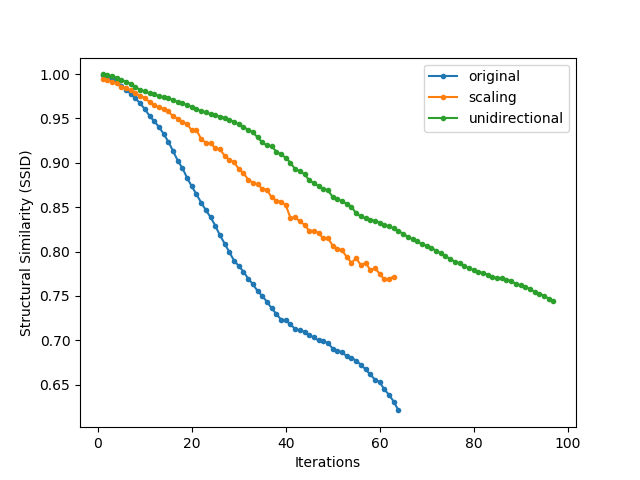 original
scaling
unidirectional
1.00
0.95
0.90
0.85
0.80
0.75
0.70
0.65
Structural Similarity (SSID)
0 20 40 60 80 100
Iterations